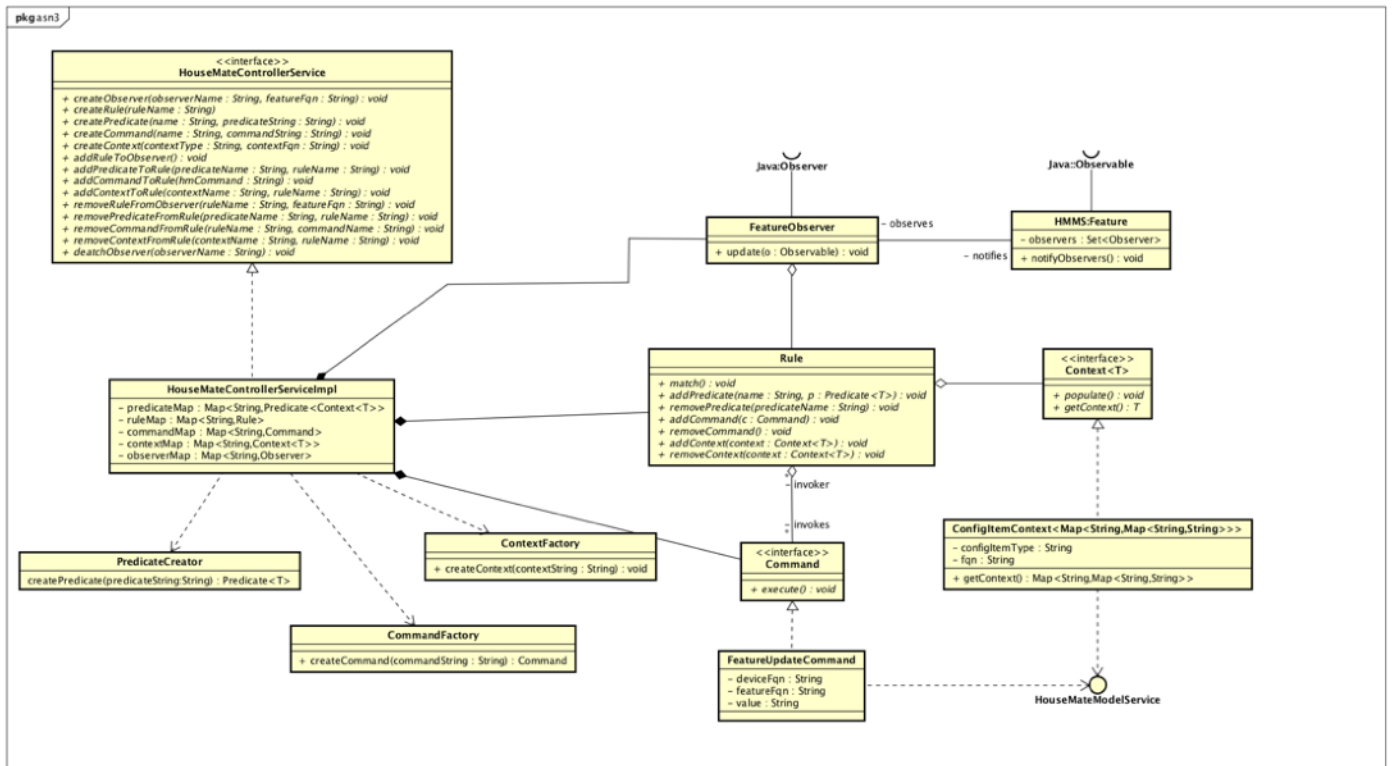 pkg asn3
<<interface>>
HouseMateControllerService
+ createObserver(observerName : String, featureFqn : String) : void
+ createRule(ruleName : String)
+ createPredicate(name : String, predicateString : String) : void
+ createCommand(name : String, commandString : String) : void
+ createContext(contextType : String, contextFqn : String) : void
+ addRuleToObserver() : void
+ addPredicateToRule(predicateName : String, ruleName : String) : void
+ addCommandToRule(hmCommand : String) : void
+ addContextToRule(contextName : String, ruleName : String) : void
+ removeRuleFromObserver(ruleName : String, featureFqn : String) : void
+ removePredicateFromRule(predicateName : String, ruleName : String) : void
+ removeCommandFromRule(ruleName : String, commandName : String) : void
+ removeContextFromRule(contextName : String, ruleName : String) : void
+ deatchObserver(observerName : String) : void
Java:Observer
Java::Observable
FeatureObserver
+ update(o : Observable) : void
- observes
- notifies
HMMS:Feature
- observers : Set<Observer>
+ notifyObservers() : void
HouseMateControllerServiceImpl
- predicateMap : Map<String,Predicate<Context<T>>
- ruleMap : Map<String,Rule>
- commandMap : Map<String,Command>
- contextMap : Map<String,Context<T>>
- observerMap : Map<String,Observer>
Rule
+ match() : void
+ addPredicate(name : String, p : Predicate<T>) : void
+ removePredicate(predicateName : String) : void
+ addCommand(c : Command) : void
+ removeCommand() : void
+ addContext(context : Context<T>) : void
+ removeContext(context : Context<T>) : void
<<interface>>
Context<T>
+ populate() : void
+ getContext() : T
*
- invoker
- invokes
*
PredicateCreator
createPredicate(predicateString:String) : Predicate<T>
ContextFactory
+ createContext(contextString : String) : void
CommandFactory
+ createCommand(commandString : String) : Command
<<interface>>
Command
+ execute() : void
ConfigItemContext<Map<String,Map<String,String>>>
- configItemType : String
- fqn : String
+ getContext() : Map<String,Map<String,String>>
FeatureUpdateCommand
- deviceFqn : String
- featureFqn : String
- value : String
HouseMateModelService